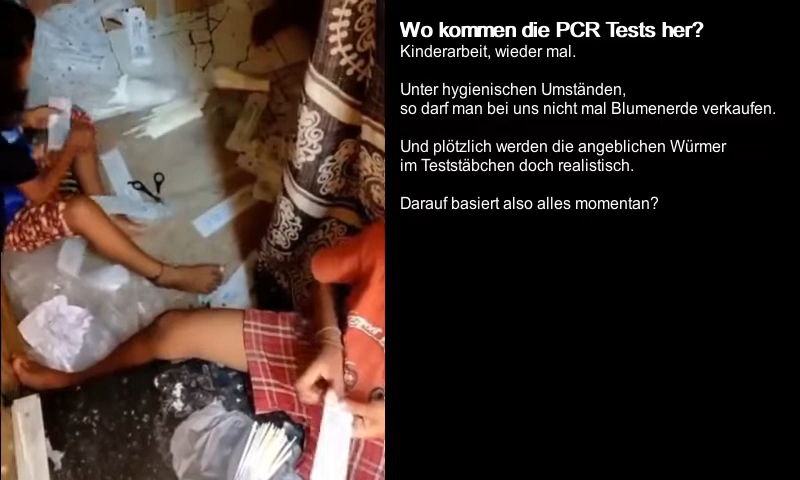 Wo kommen die PCR Tests her?
Kinderarbeit, wieder mal.
Unter hygienischen Umständen,
so darf man bei uns nicht mal Blumenerde verkaufen.
Und plötzlich werden die angeblichen Würmer
im Teststäbchen doch realistisch.
Darauf basiert also alles momentan?